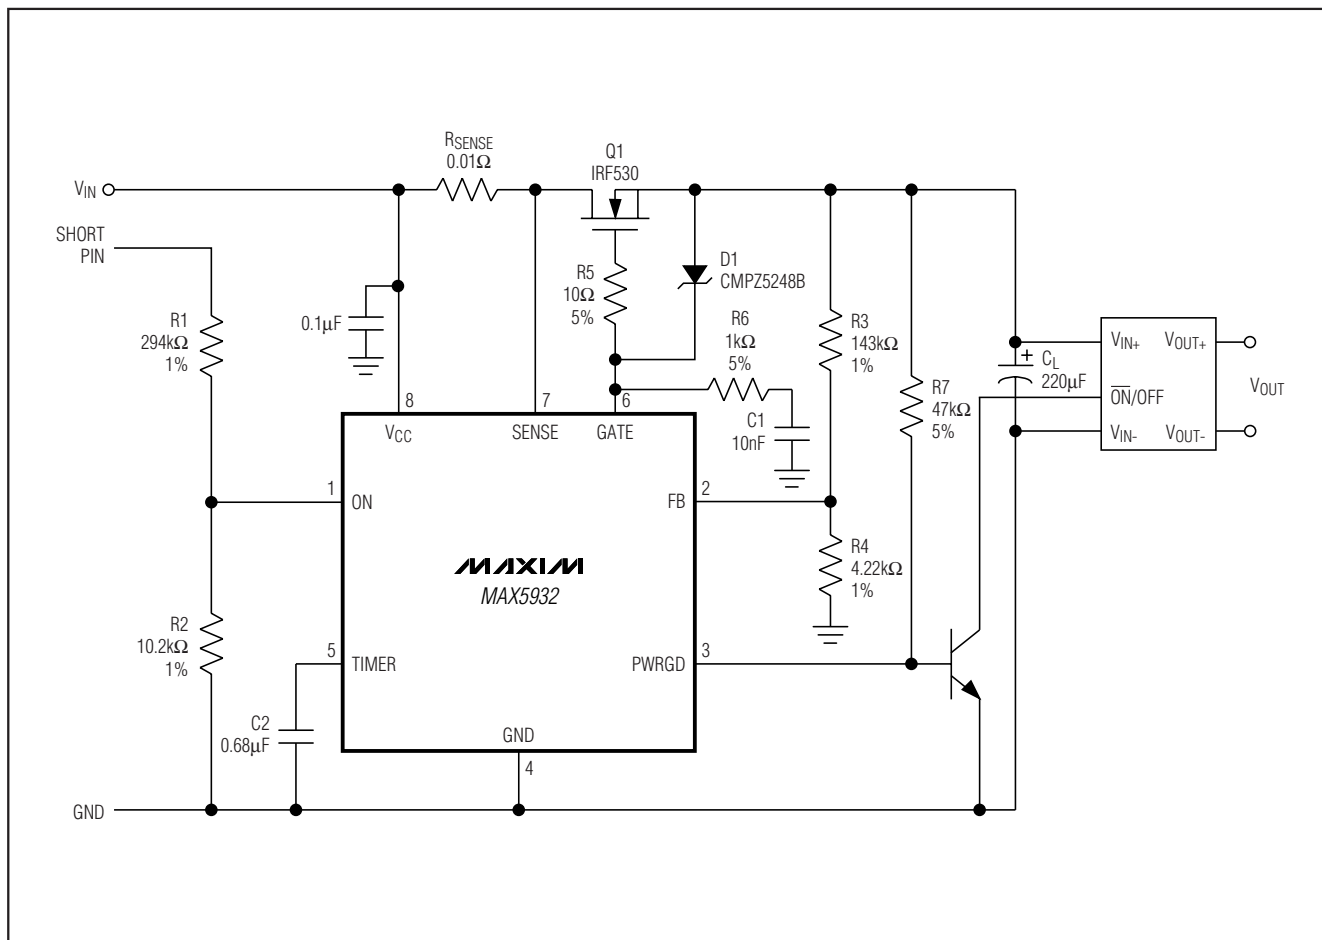 RSENSE
0.01Ω
Q1
IRF530
VIN
SHORT
PIN
R1
294kΩ
1%
0.1µF
R5
10Ω
5%
D1
CMPZ5248B
R6
1kΩ
5%
C1
10nF
R3
143kΩ
1%
R7
47kΩ
5%
+
CL
220µF
VIN+
VOUT+
ON/OFF
VIN-
VOUT-
VOUT
8
VCC
7
SENSE
6
GATE
1
ON
2
FB
MAXIM
MAX5932
R4
4.22kΩ
1%
R2
10.2kΩ
1%
5
TIMER
3
PWRGD
C2
0.68µF
GND
4
GND